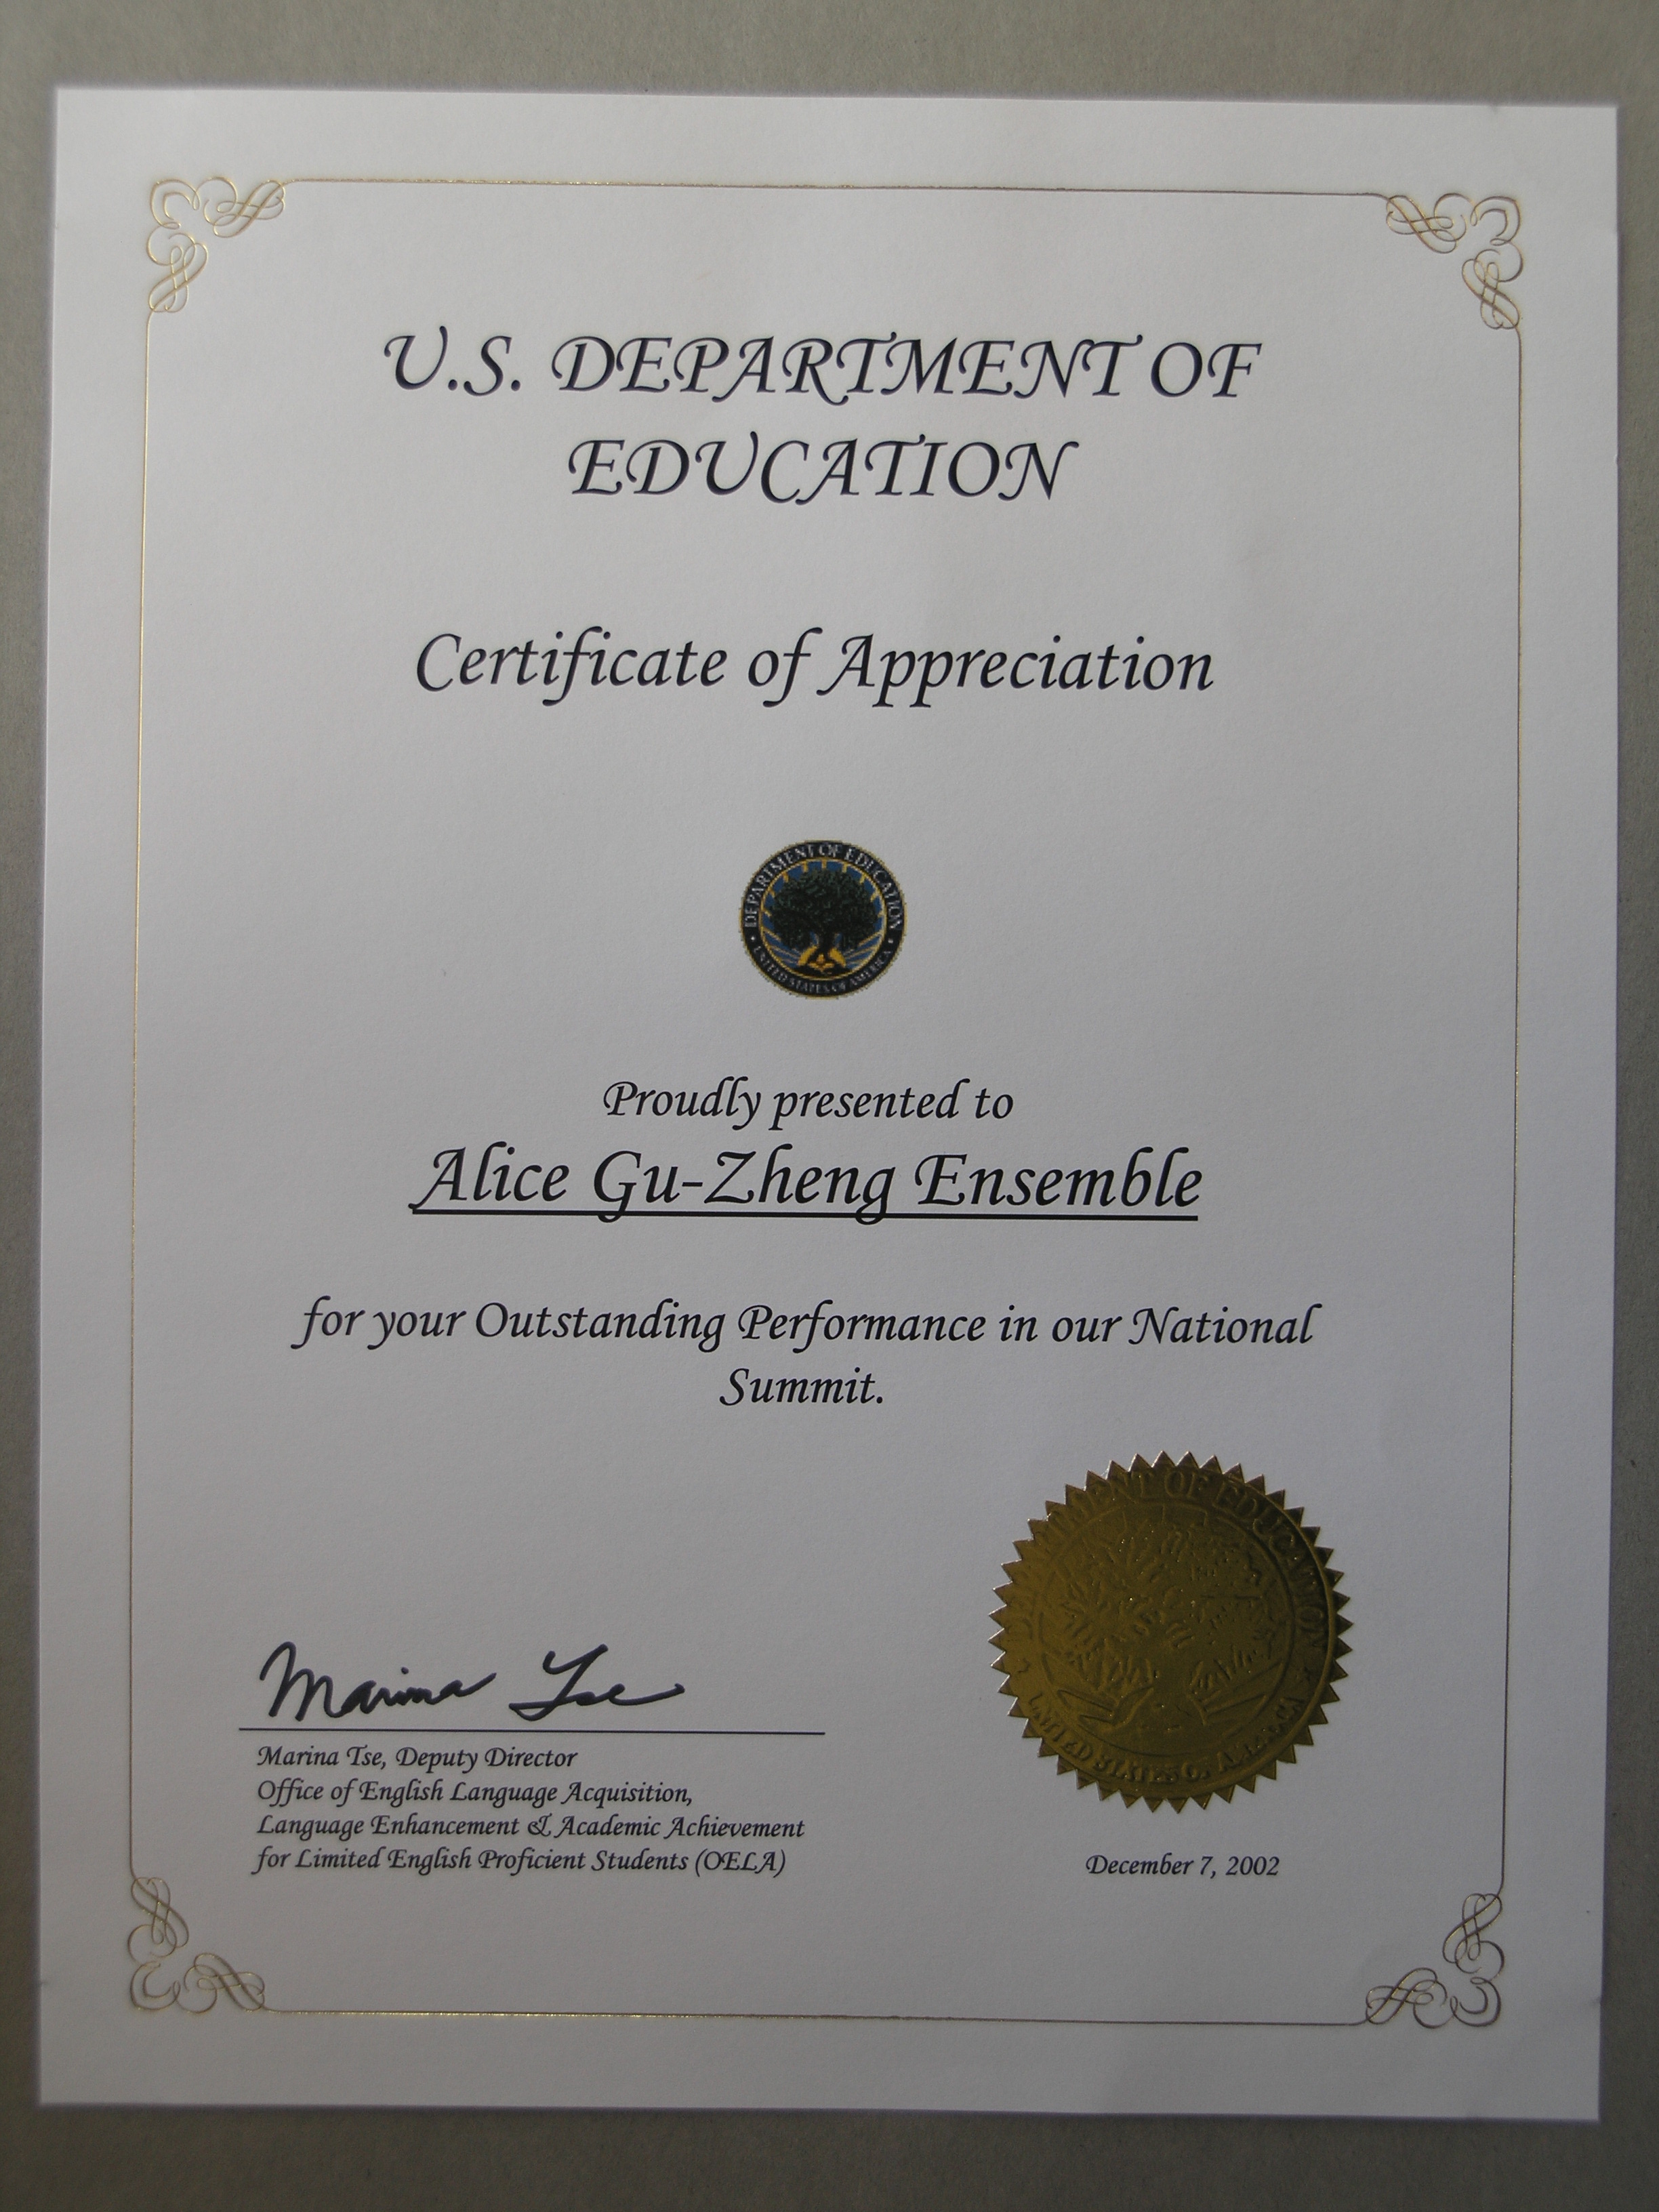 U.S. DEPARTMENT OF
EDUCATION
Certificate of Appreciation
DEPARTMENT OF EDUCATION
UNITED STATES OF AMERICA
Proudly presented to
Alice Gu-Zheng Ensemble
for your Outstanding Performance in our National
Summit.
Marina Tse
Marina Tse, Deputy Director
Office of English Language Acquisition,
Language Enhancement & Academic Achievement
for Limited English Proficient Students (OELA)
DEPARTMENT OF EDUCATION
UNITED STATES OF AMERICA
December 7, 2002